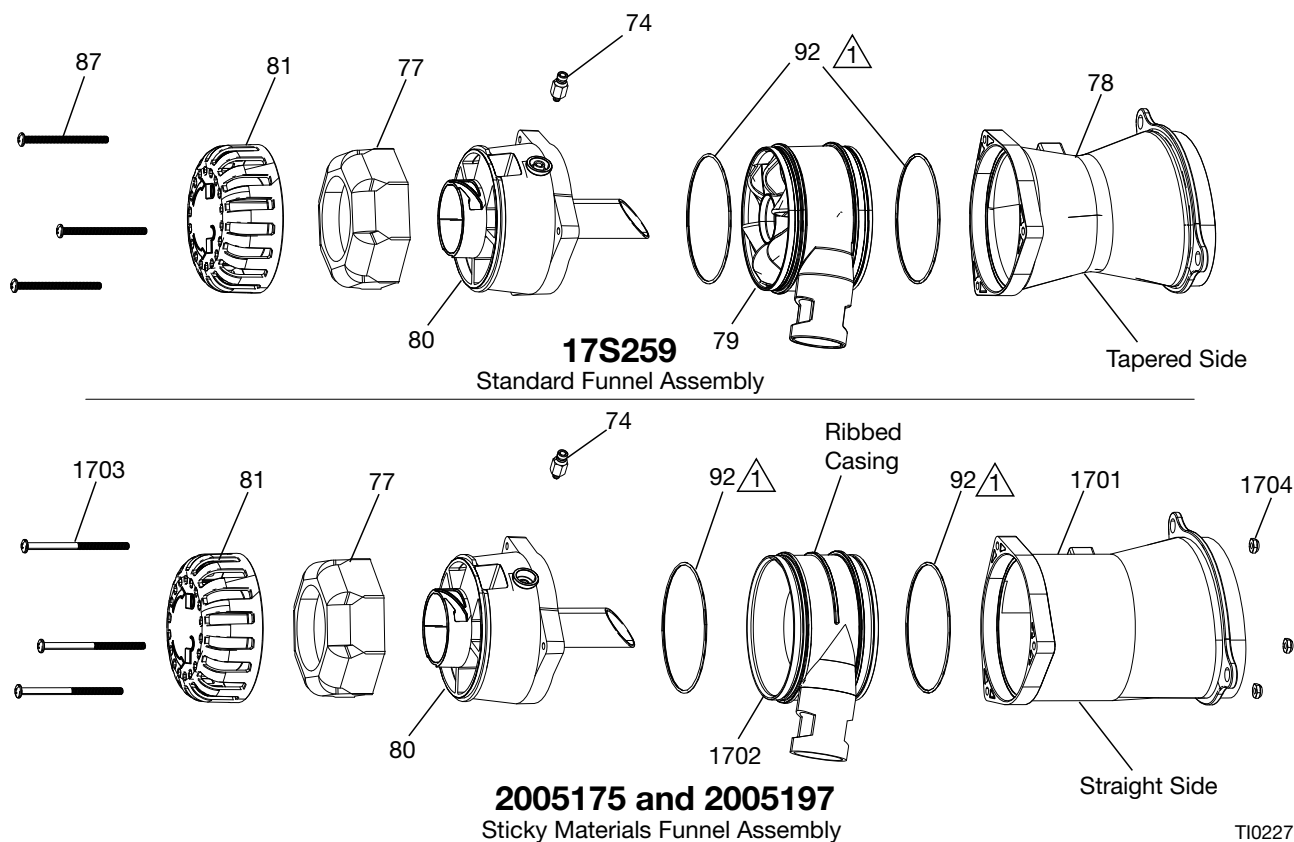 74
87
81
77
92 1
78
80
79
Tapered Side
17S259
Standard Funnel Assembly
74
Ribbed
Casing
1703
81
77
92 1
92 1
1701
1704
80
1702
Straight Side
2005175 and 2005197
Sticky Materials Funnel Assembly
TI0227